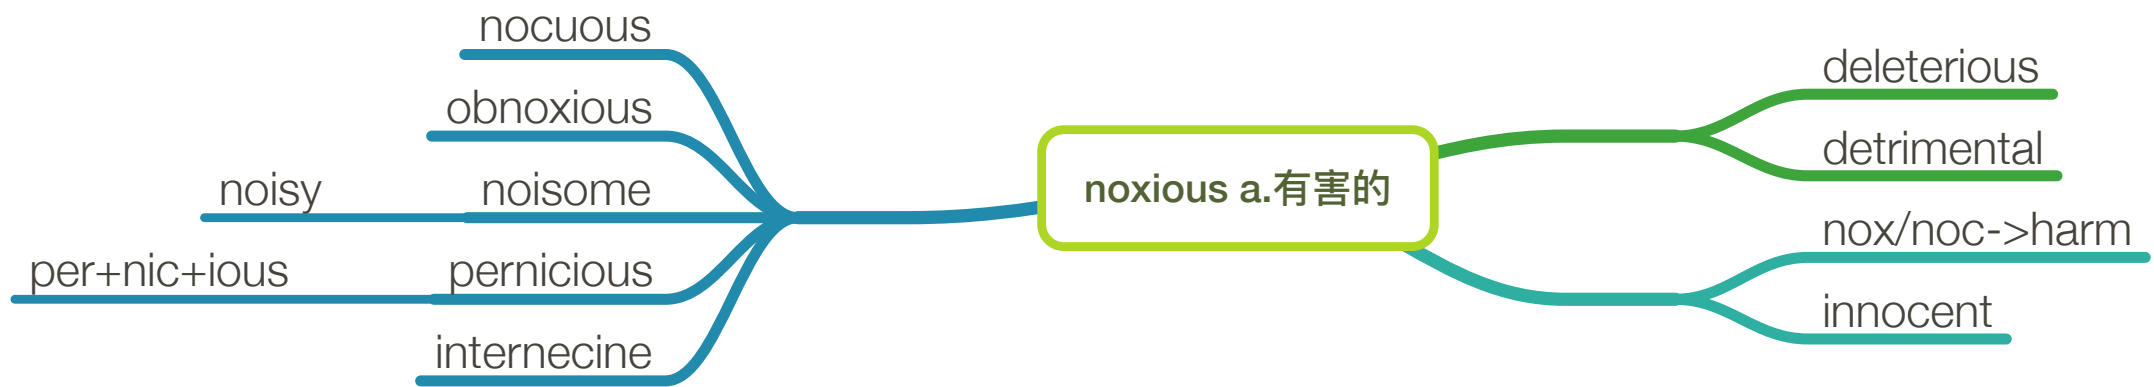 nocuous
obnoxious
noisy
noisome
per+nic+ious
pernicious
internecine
noxious a.有害的
deleterious
detrimental
nox/noc->harm
innocent